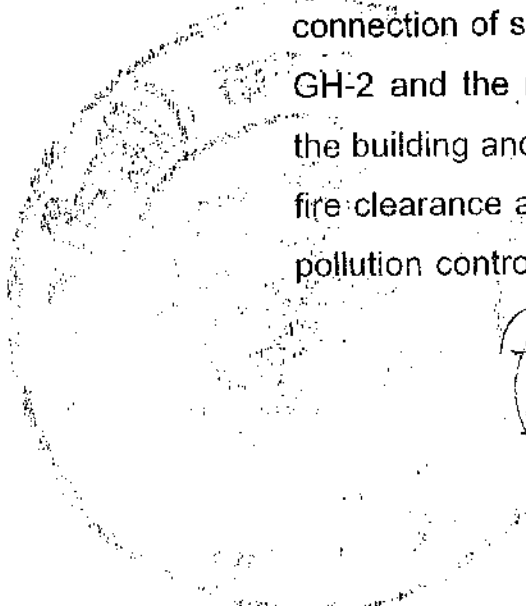 connection of s
GH-2 and the
the building and
fire clearance a
pollution contro